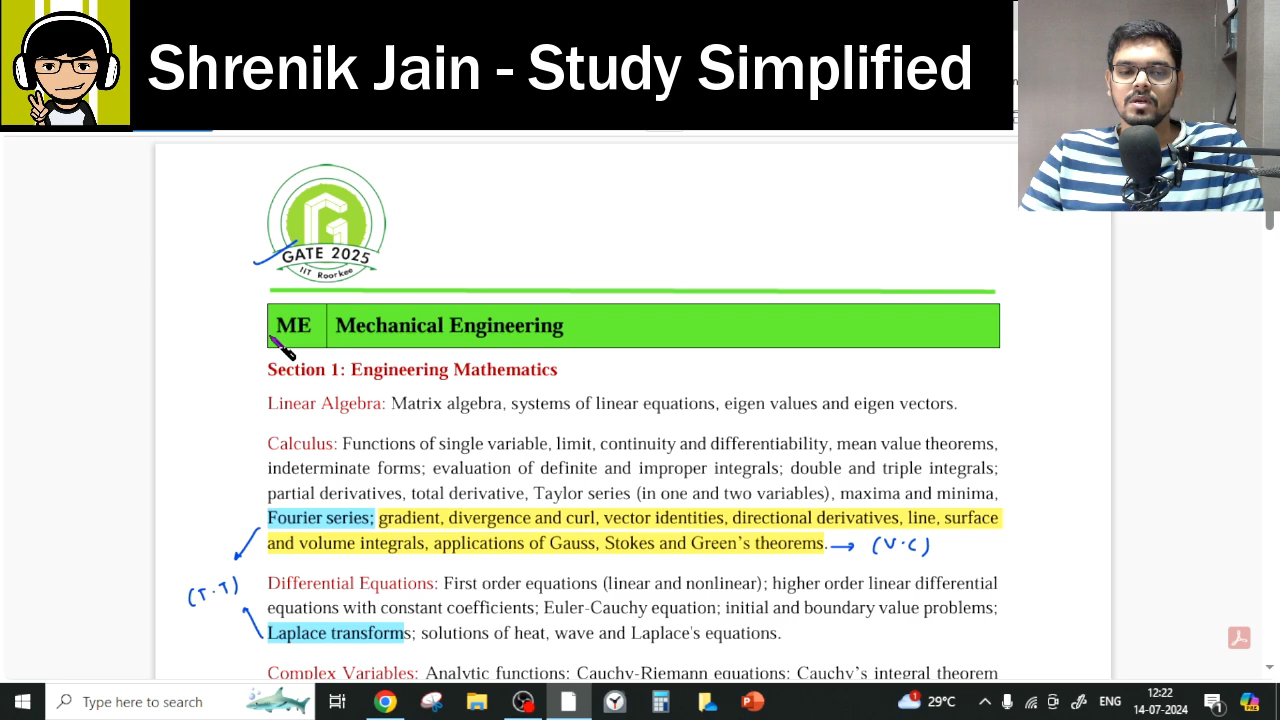 Shrenik Jain - Study Simplified
GATE 2025
IIT Roorkee
ME Mechanical Engineering
Section 1: Engineering Mathematics
Linear Algebra: Matrix algebra, systems of linear equations, eigen values and eigen vectors.
Calculus: Functions of single variable, limit, continuity and differentiability, mean value theorems,
indeterminate forms; evaluation of definite and improper integrals; double and triple integrals;
partial derivatives, total derivative, Taylor series (in one and two variables), maxima and minima,
Fourier series; gradient, divergence and curl, vector identities, directional derivatives, line, surface
and volume integrals, applications of Gauss, Stokes and Green's theorems. → (V.C)
(T.T)
Differential Equations: First order equations (linear and nonlinear); higher order linear differential
equations with constant coefficients; Euler-Cauchy equation; initial and boundary value problems;
Laplace transforms; solutions of heat, wave and Laplace's equations.
Complex Variables: Analytic functions; Cauchy-Riemann equations; Cauchy's integral theorem
Type here to search
29°C
ENG
12:22
14-07-2024